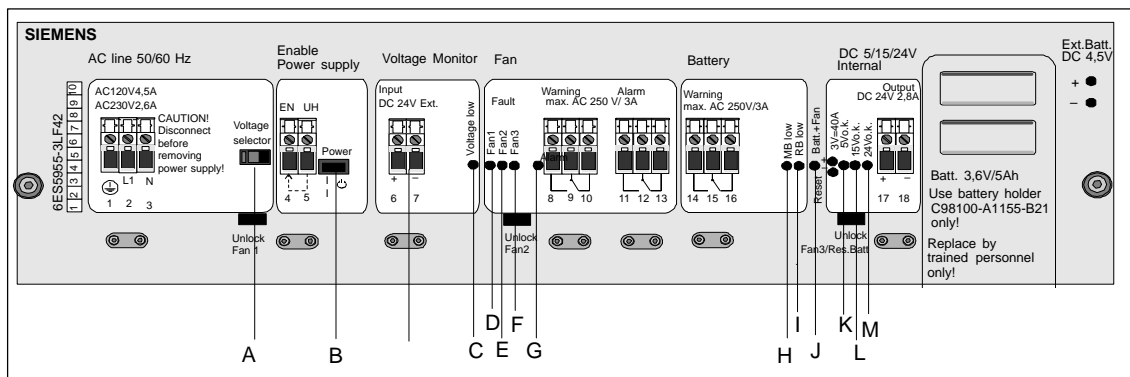 SIEMENS
6ES5955-3LF42
1 2 3 4 5 6 7 8 9 10
AC line 50/60 Hz
AC120V4,5A
AC230V2,6A
CAUTION!
Disconnect
before
removing
power supply!
L1 N
1 2 3
Voltage
selector
Unlock
Fan 1
Enable
Power supply
EN UH
4 5
Power
I
Voltage Monitor
Input
DC 24V Ext.
+ −
6 7
Voltage low
Fan
Fault
Fan1
Fan2
Fan3
Alarm
Warning Alarm
max. AC 250 V/ 3A
8 9 10 11 12 13
Unlock
Fan2
Battery
Warning
max. AC 250V/3A
14 15 16
MB low
RB low
Batt.+Fan
Reset
DC 5/15/24V
Internal
+
−
3V=40A
5Vo.k.
15Vo.k.
24Vo.k.
Output
DC 24V 2,8A
+ −
17 18
Unlock
Fan3/Res.Batt
Batt. 3,6V/5Ah
Use battery holder
C98100-A1155-B21
only!
Replace by
trained personnel
only!
Ext.Batt.
DC 4,5V
+
−
A B C D E F G H I J K L M